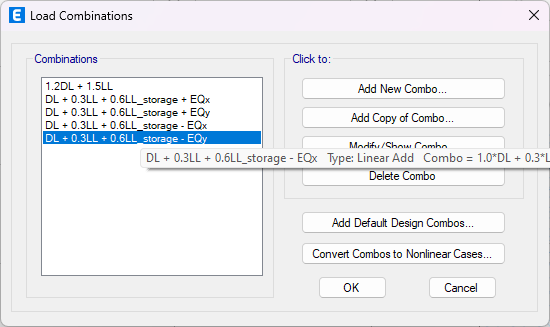 E Load Combinations
Combinations
Click to:
1.2DL + 1.5LL
DL + 0.3LL + 0.6LL_storage + EQx
DL + 0.3LL + 0.6LL_storage + EQy
DL + 0.3LL + 0.6LL_storage - EQx
DL + 0.3LL + 0.6LL_storage - EQy
Add New Combo...
Add Copy of Combo...
Modify/Show Combo...
DL + 0.3LL + 0.6LL_storage - EQx Type: Linear Add Combo = 1.0*DL + 0.3*L
Delete Combo
Add Default Design Combos...
Convert Combos to Nonlinear Cases...
OK
Cancel